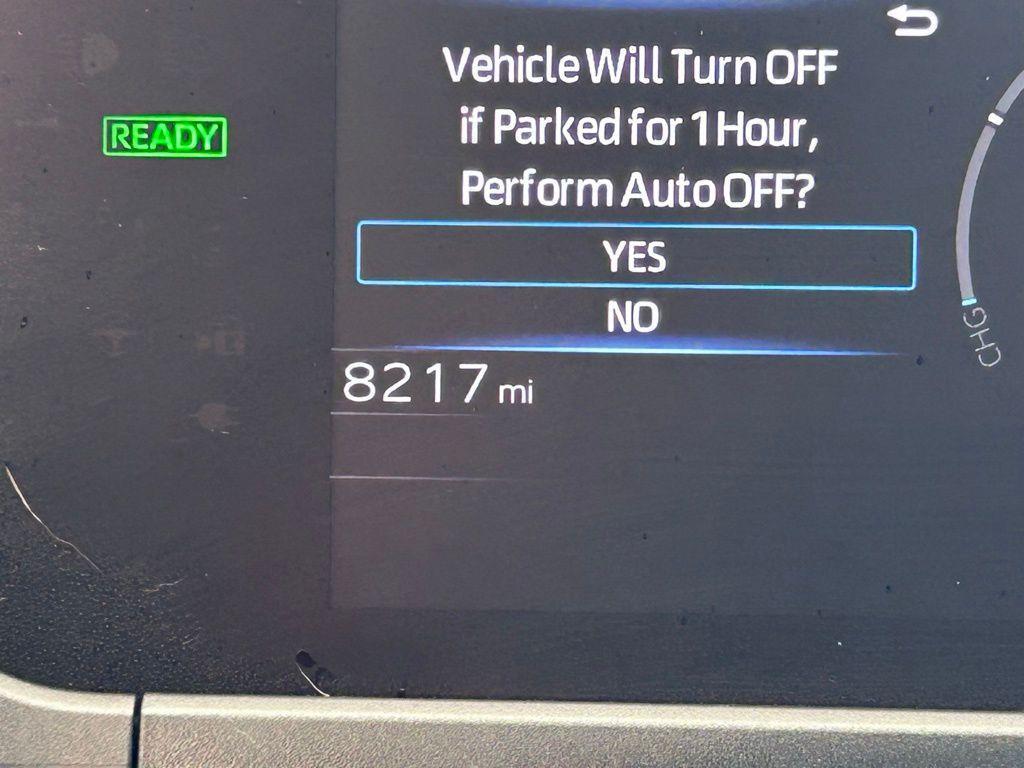 Vehicle Will Turn OFF
if Parked for 1 Hour,
Perform Auto OFF?
READY
YES
NO
CHG
8217 mi